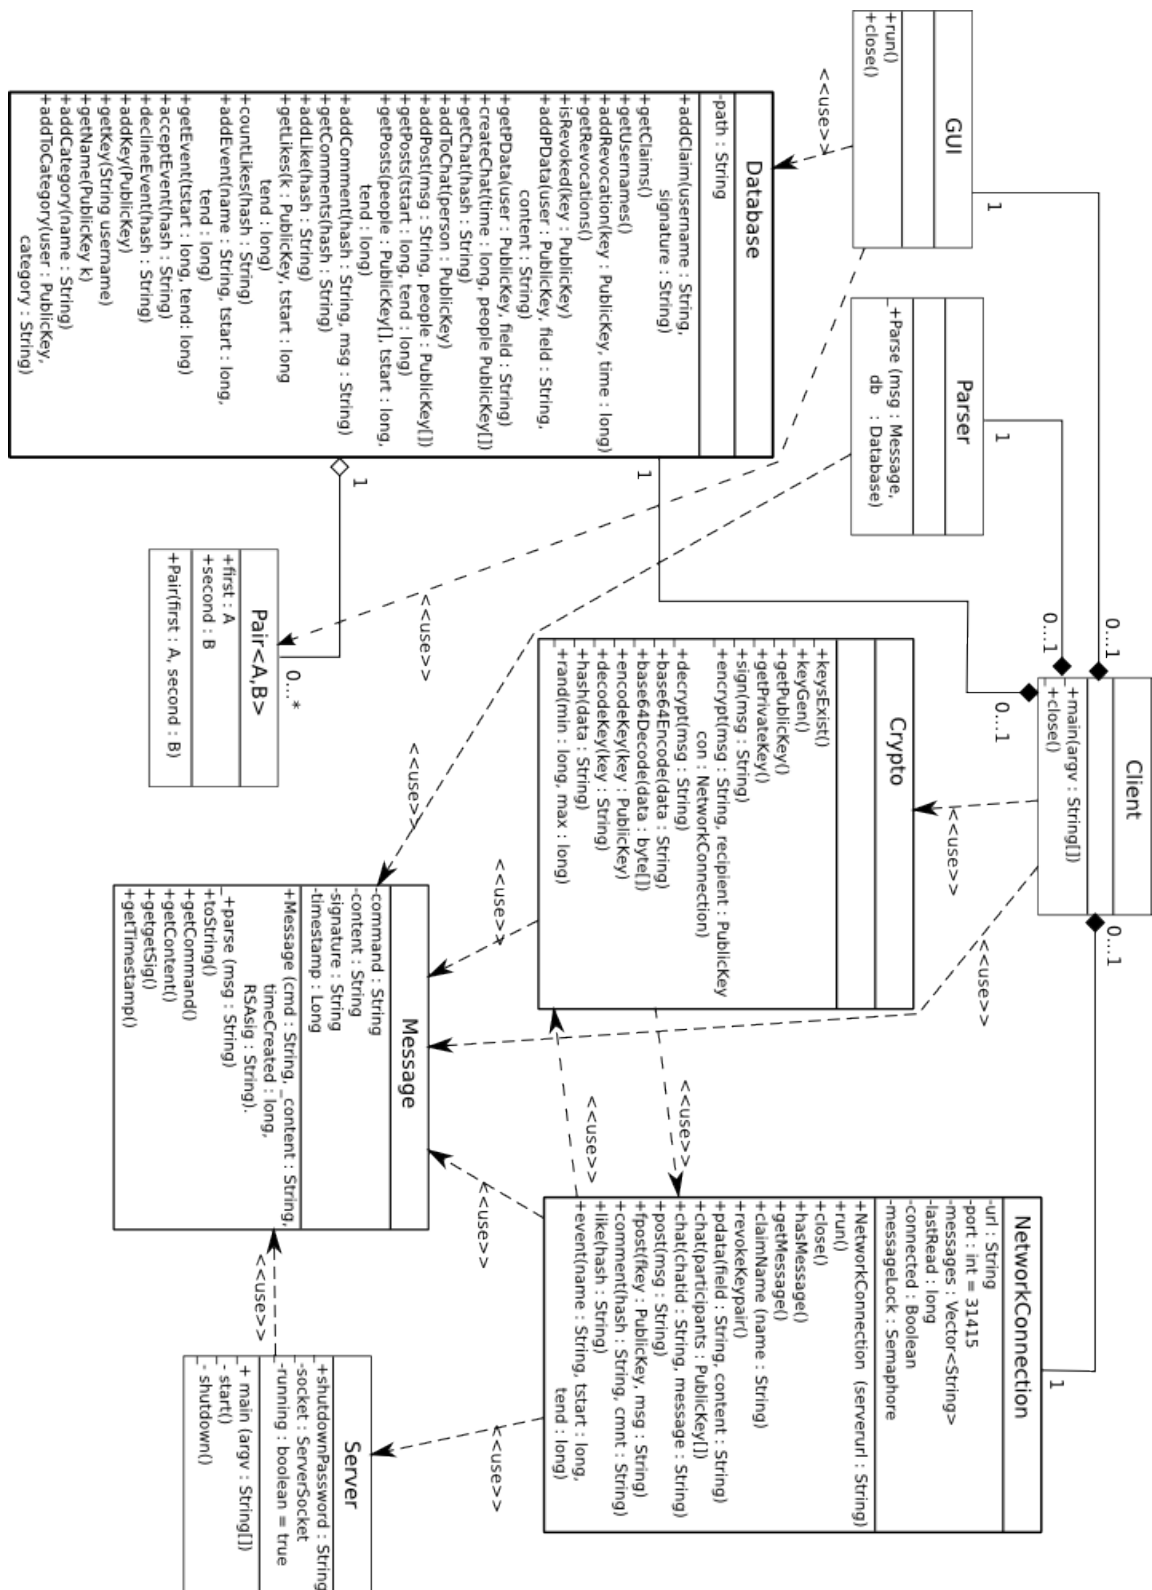 GUI
+run()
+close()
1
<<use>>
0...1
Parser
_+Parse (msg : Message,
db : Database)
1
0...1
Client
_+main(argv : String[])
_+close()
0...1
0...1
<<use>>
<<use>>
Database
-path : String
+addClaim(username : String,
signature : String)
+getClaims()
+getUsernames()
+addRevocation(key : PublicKey, time : long)
+getRevocations()
+isRevoked(key : PublicKey)
+addPData(user : PublicKey, field : String,
content : String)
+getPData(user : PublicKey, field : String)
+createChat(time : long, people PublicKey[])
+getChat(hash : String)
+addToChat(person : PublicKey)
+addPost(msg : String, people : PublicKey[])
+getPosts(tstart : long, tend : long)
+getPosts(people : PublicKey[], tstart : long,
tend : long)
+addComment(hash : String, msg : String)
+getComments(hash : String)
+addLike(hash : String)
+getLikes(k : PublicKey, tstart : long
tend : long)
+countLikes(hash : String)
+addEvent(name : String, tstart : long,
tend : long)
+getEvent(tstart : long, tend: long)
+acceptEvent(hash : String)
+declineEvent(hash : String)
+addKey(PublicKey)
+getKey(String username)
+getName(PublicKey k)
+addCategory(name : String)
+addToCategory(user : PublicKey,
category : String)
1
1
<<use>>
<<use>>
0...*
Pair<A,B>
+first : A
+second : B
+Pair(first : A, second : B)
Crypto
_+keysExist()
_+keyGen()
_+getPublicKey()
_+getPrivateKey()
_+sign(msg : String)
_+encrypt(msg : String, recipient : PublicKey
con : NetworkConnection)
_+decrypt(msg : String)
_+base64Encode(data : String)
_+base64Decode(data : byte[])
_+encodeKey(key : PublicKey)
_+decodeKey(key : String)
_+hash(data : String)
_+rand(min : long, max : long)
<<use>>
<<use>>
<<use>>
Message
-command : String
-content : String
-signature : String
-timestamp : Long
+Message (cmd : String, _content : String,
timeCreated : long,
RSAsig : String).
_+parse (msg : String)
+toString()
+getCommand()
+getContent()
+getgetSig()
+getTimestamp()
<<use>>
<<use>>
1
NetworkConnection
-url : String
-port : int = 31415
-messages : Vector<String>
-lastRead : long
-connected : Boolean
-messageLock : Semaphore
+NetworkConnection (serverurl : String)
+run()
+close()
+hasMessage()
+getMessage()
+claimName (name : String)
+revokeKeypair()
+pdata(field : String, content : String)
+chat(participants : PublicKey[])
+chat(chatid : String, message : String)
+post(msg : String)
+fpost(fkey : PublicKey, msg : String)
+comment(hash : String, cmnt : String)
+like(hash : String)
+event(name : String, tstart : long,
tend : long)
<<use>>
Server
+shutdownPassword : String
-socket : ServerSocket
-running : boolean = true
_+ main (argv : String[])
_- start()
_- shutdown()